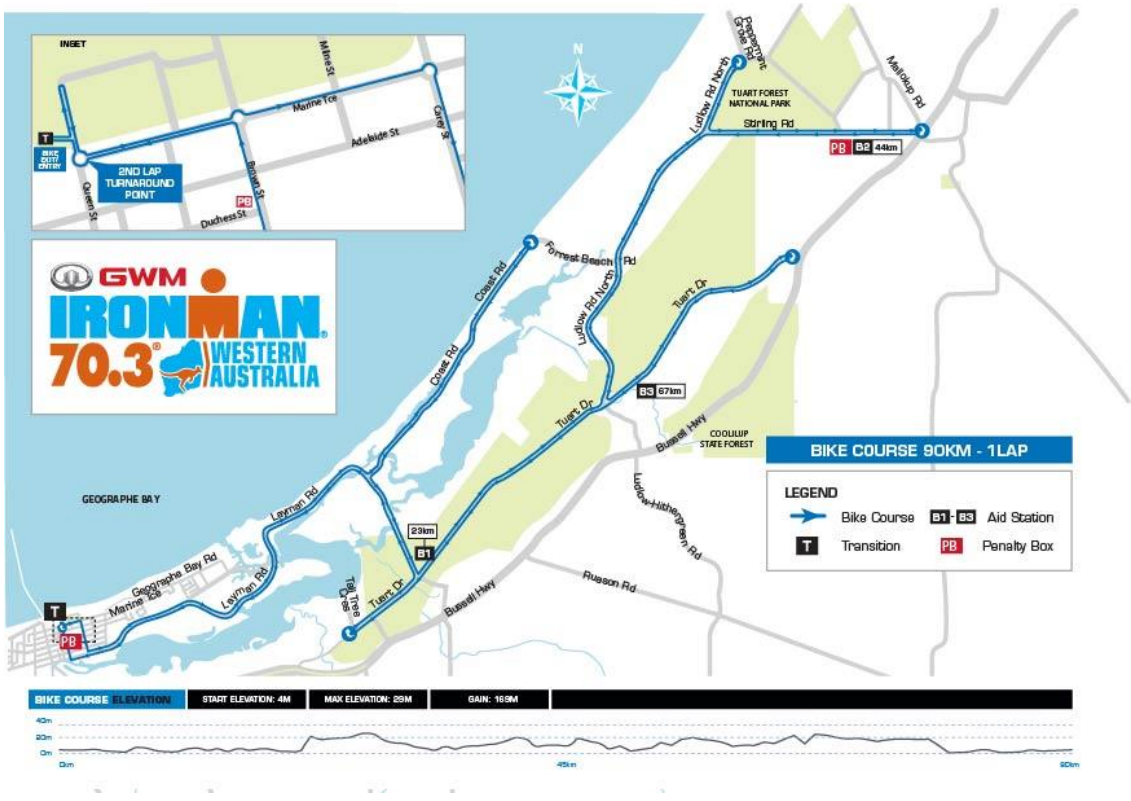 INSET
Milne St
Marine Tce
Carey St
Adelaide St
T
BIKE
EXIT/
ENTRY
2ND LAP
TURNAROUND
POINT
Queen St
Brown St
PB
Duchess St
N
Peppermint
Grove Rd
Ludlow Rd North
TUART FOREST
NATIONAL PARK
Mallokup Rd
Stirling Rd
PB B2 44km
GWM
IRONMAN
70.3
WESTERN
AUSTRALIA
Coast Rd
Forrest Beach Rd
Ludlow Rd North
Tuart Dr
Coast Rd
B3 67km
Tuart Dr
Bussell Hwy
COOLILUP
STATE FOREST
GEOGRAPHE BAY
Layman Rd
Ludlow-Hithergreen Rd
23km
B1
Geographe Bay Rd
Marine Tce
Layman Rd
Tall Tree
Cres
Tuart Dr
Bussell Hwy
Ruason Rd
T
PB
BIKE COURSE 90KM - 1LAP
LEGEND
Bike Course B1-B3 Aid Station
T Transition PB Penalty Box
BIKE COURSE ELEVATION START ELEVATION: 4M MAX ELEVATION: 29M GAIN: 169M
40m
20m
0m
0km 45km 90km